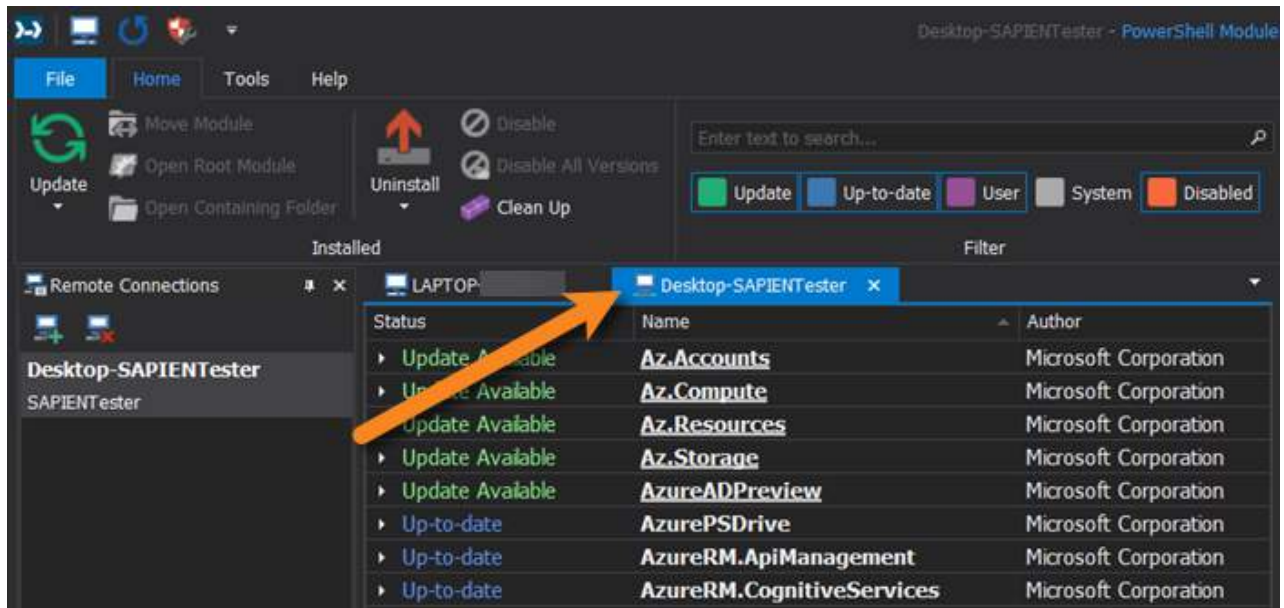 Desktop-SAPIENTester - PowerShell Module
File Home Tools Help
Move Module
Open Root Module
Open Containing Folder
Update
Uninstall
Disable
Disable All Versions
Clean Up
Installed
Enter text to search...
Update Up-to-date User System Disabled
Filter
Remote Connections
Desktop-SAPIENTester
SAPIENTester
LAPTOP- Desktop-SAPIENTester
Status Name Author
Update Available Az.Accounts Microsoft Corporation
Update Available Az.Compute Microsoft Corporation
Update Available Az.Resources Microsoft Corporation
Update Available Az.Storage Microsoft Corporation
Update Available AzureADPreview Microsoft Corporation
Up-to-date AzurePSDrive Microsoft Corporation
Up-to-date AzureRM.ApiManagement Microsoft Corporation
Up-to-date AzureRM.CognitiveServices Microsoft Corporation